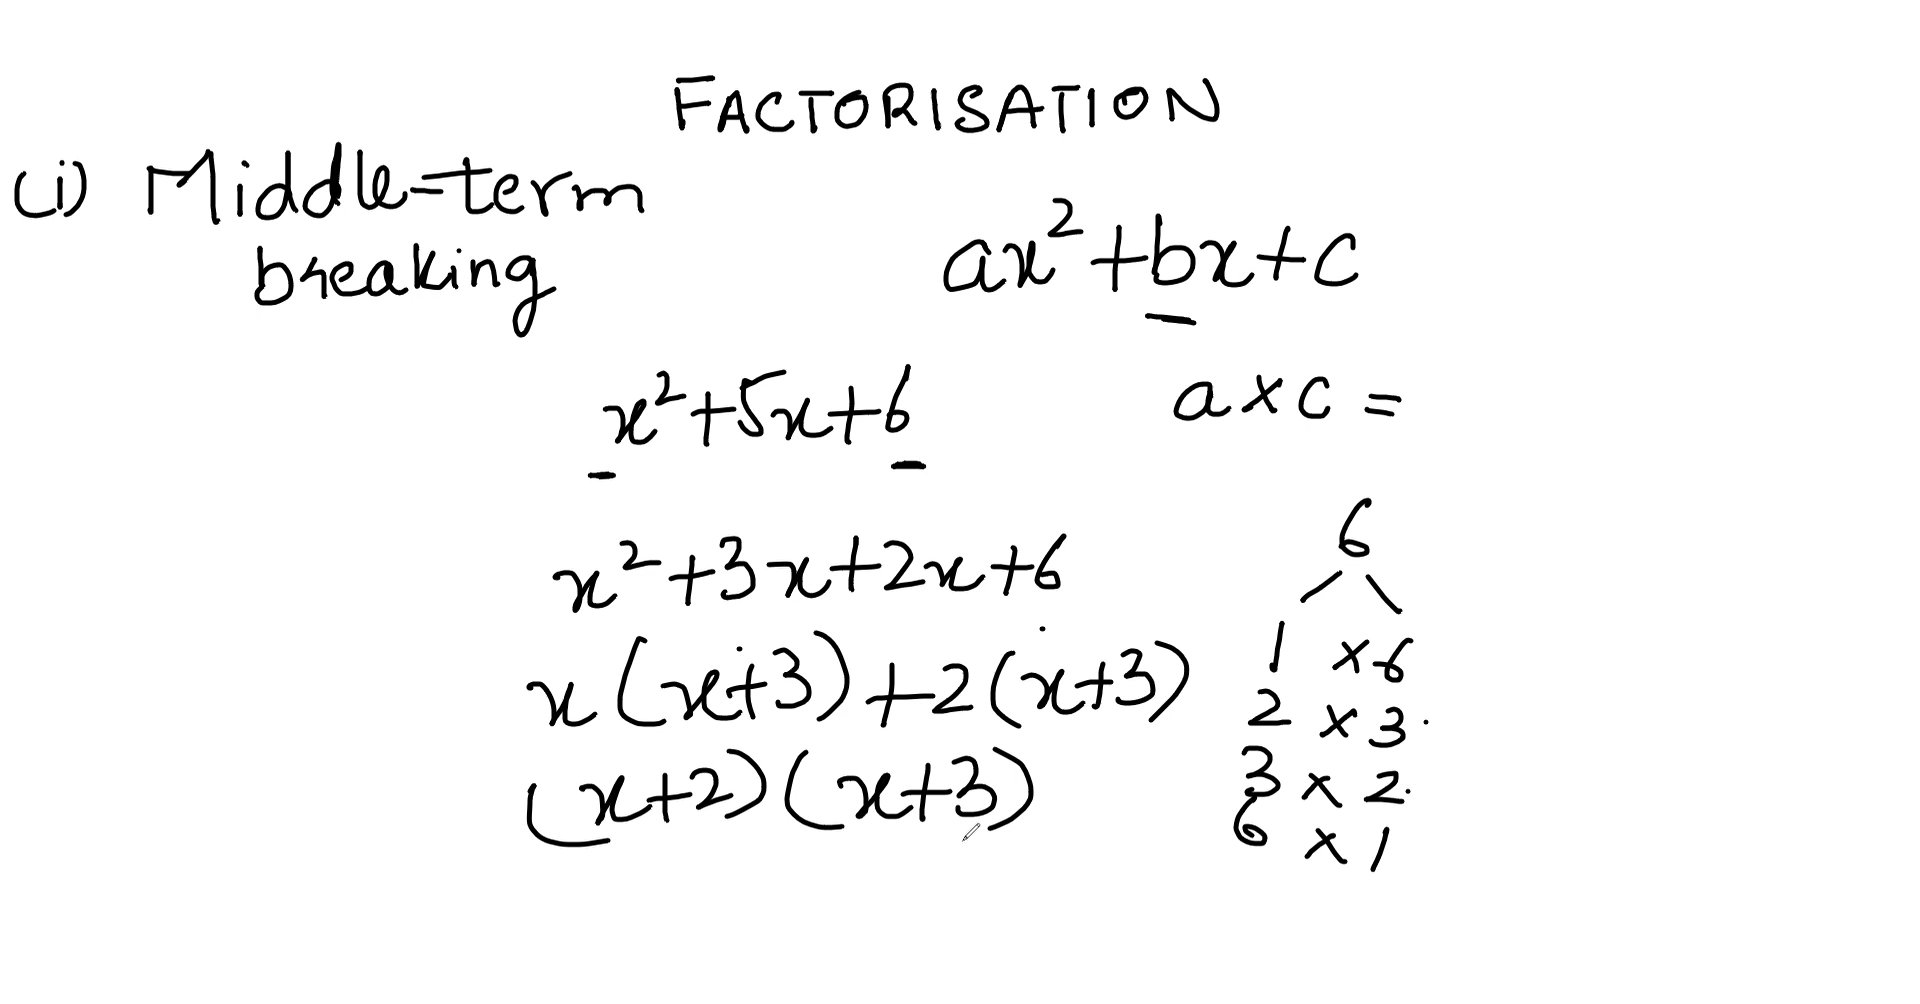 FACTORISATION
(i) Middle-term
breaking
ax²+bx+c
x²+5x+6
a×c=
x²+3x+2x+6
x(x+3)+2(x+3)
(x+2)(x+3)
6
1 ×6
2 ×3
3 × 2
6 × 1